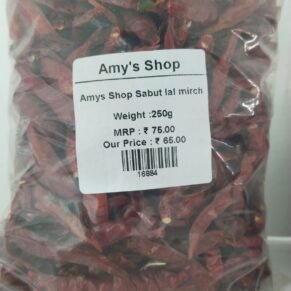 Amy's Shop
Amys Shop Sabut lal mirch
Weight :250g
MRP : ₹ 75.00
Our Price : ₹ 65.00
16884